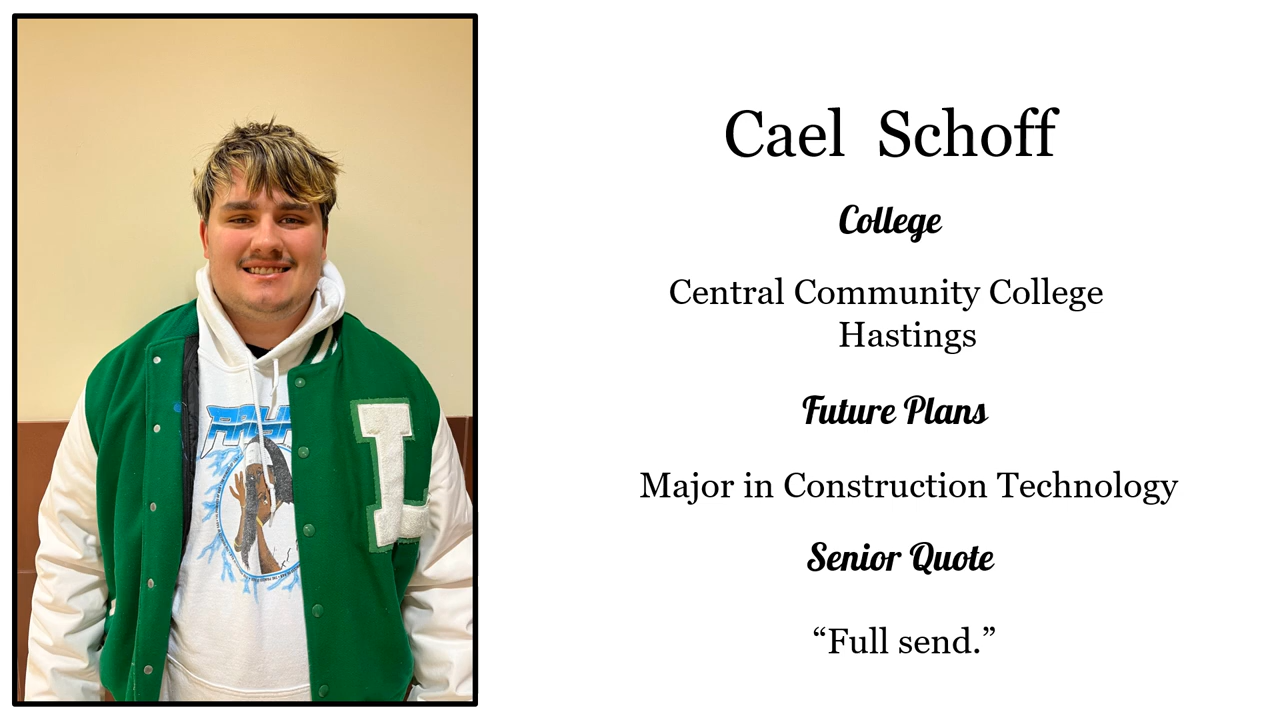 Cael Schoff
College
Central Community College
Hastings
Future Plans
Major in Construction Technology
Senior Quote
“Full send.”
L